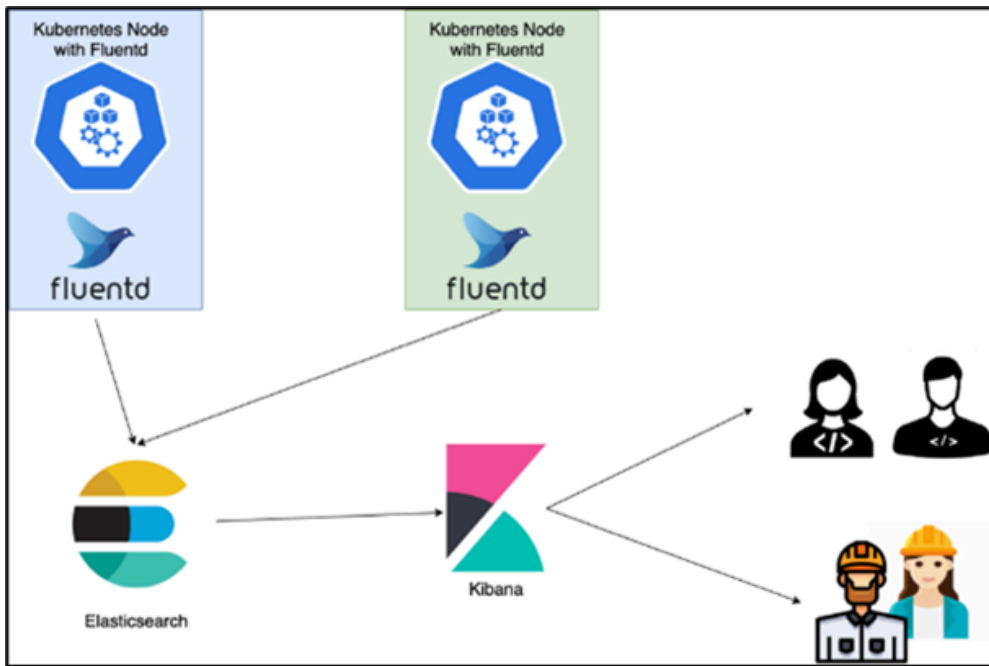 Kubernetes Node
with Fluentd
Kubernetes Node
with Fluentd
fluentd
fluentd
</>
</>
Kibana
Elasticsearch